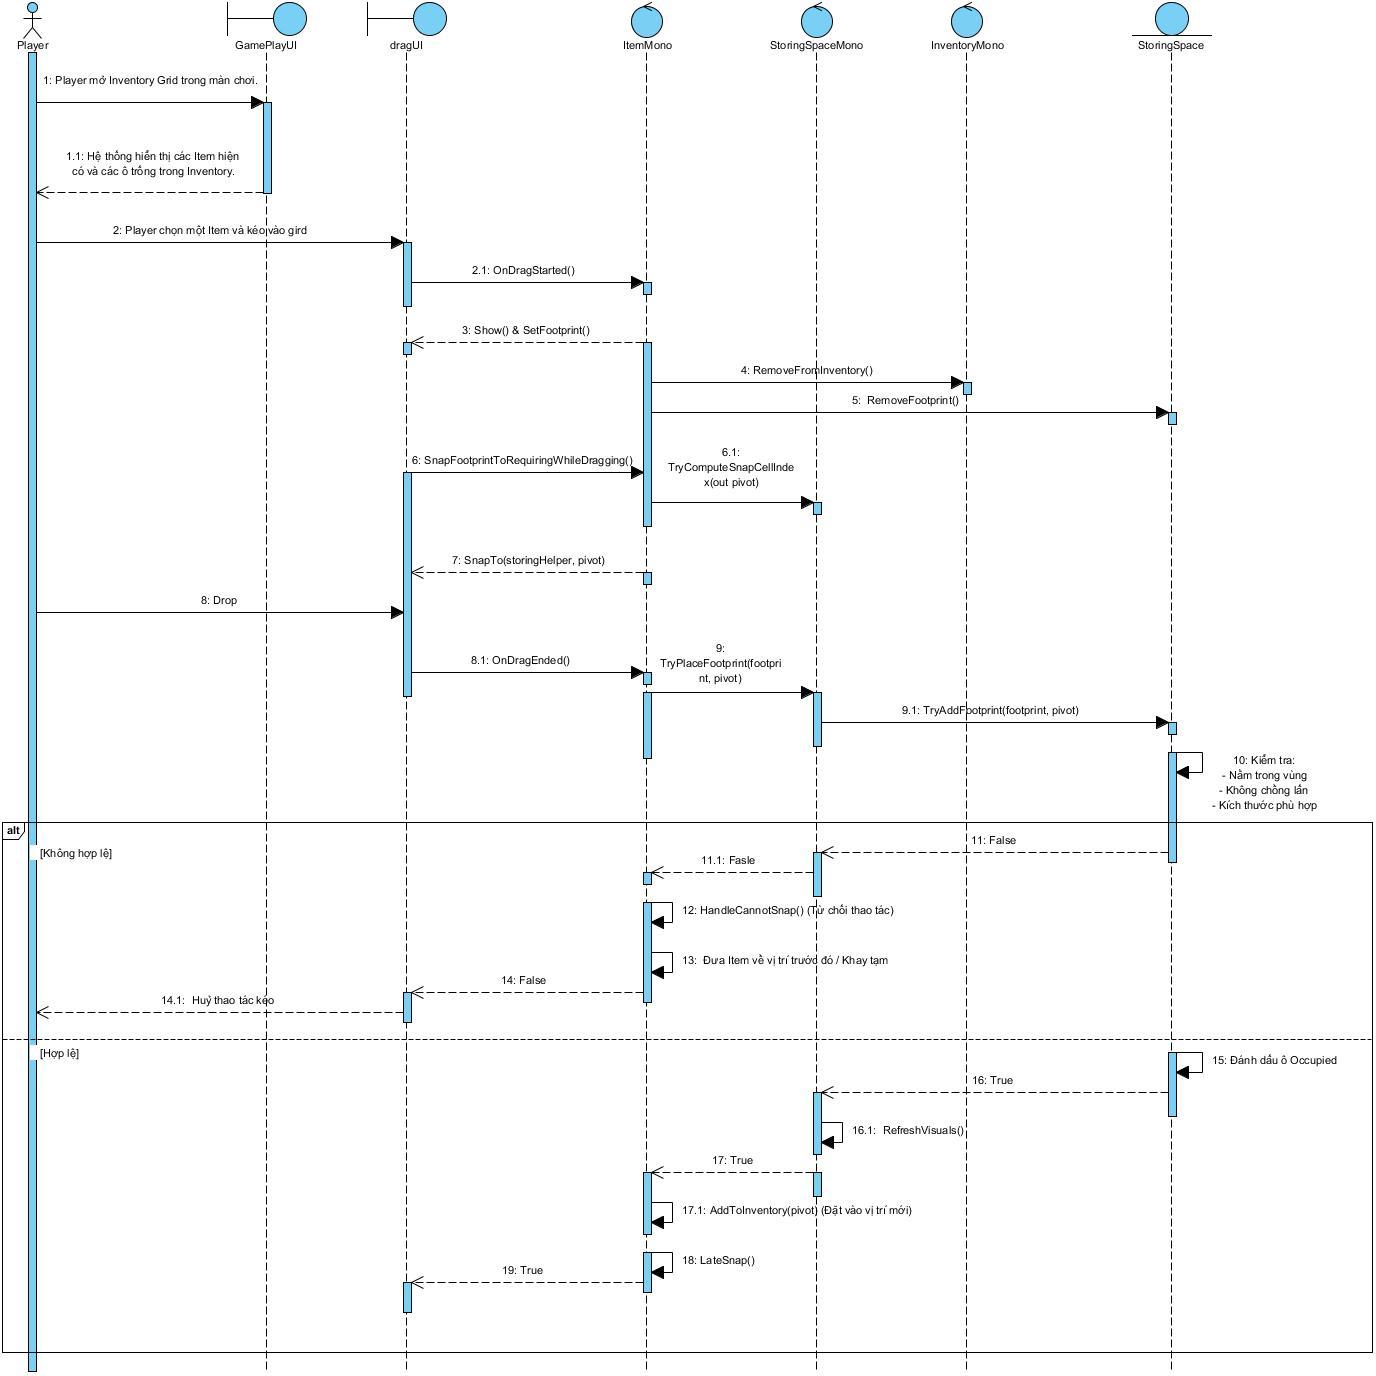 Player
GamePlayUI
dragUI
ItemMono
StoringSpaceMono
InventoryMono
StoringSpace
1: Player mở Inventory Grid trong màn chơi.
1.1: Hệ thống hiển thị các Item hiện
có và các ô trống trong Inventory.
2: Player chọn một Item và kéo vào gird
2.1: OnDragStarted()
3: Show() & SetFootprint()
4: RemoveFromInventory()
5: RemoveFootprint()
6: SnapFootprintToRequiringWhileDragging()
6.1:
TryComputeSnapCellInde
x(out pivot)
7: SnapTo(storingHelper, pivot)
8: Drop
8.1: OnDragEnded()
9:
TryPlaceFootprint(footpri
nt, pivot)
9.1: TryAddFootprint(footprint, pivot)
10: Kiểm tra:
- Nằm trong vùng
- Không chồng lấn
- Kích thước phù hợp
alt
[Không hợp lệ]
11: False
11.1: Fasle
12: HandleCannotSnap() (Từ chối thao tác)
13: Đưa Item về vị trí trước đó / Khay tạm
14: False
14.1: Huỷ thao tác kéo
[Hợp lệ]
15: Đánh dấu ô Occupied
16: True
16.1: RefreshVisuals()
17: True
17.1: AddToInventory(pivot) (Đặt vào vị trí mới)
18: LateSnap()
19: True